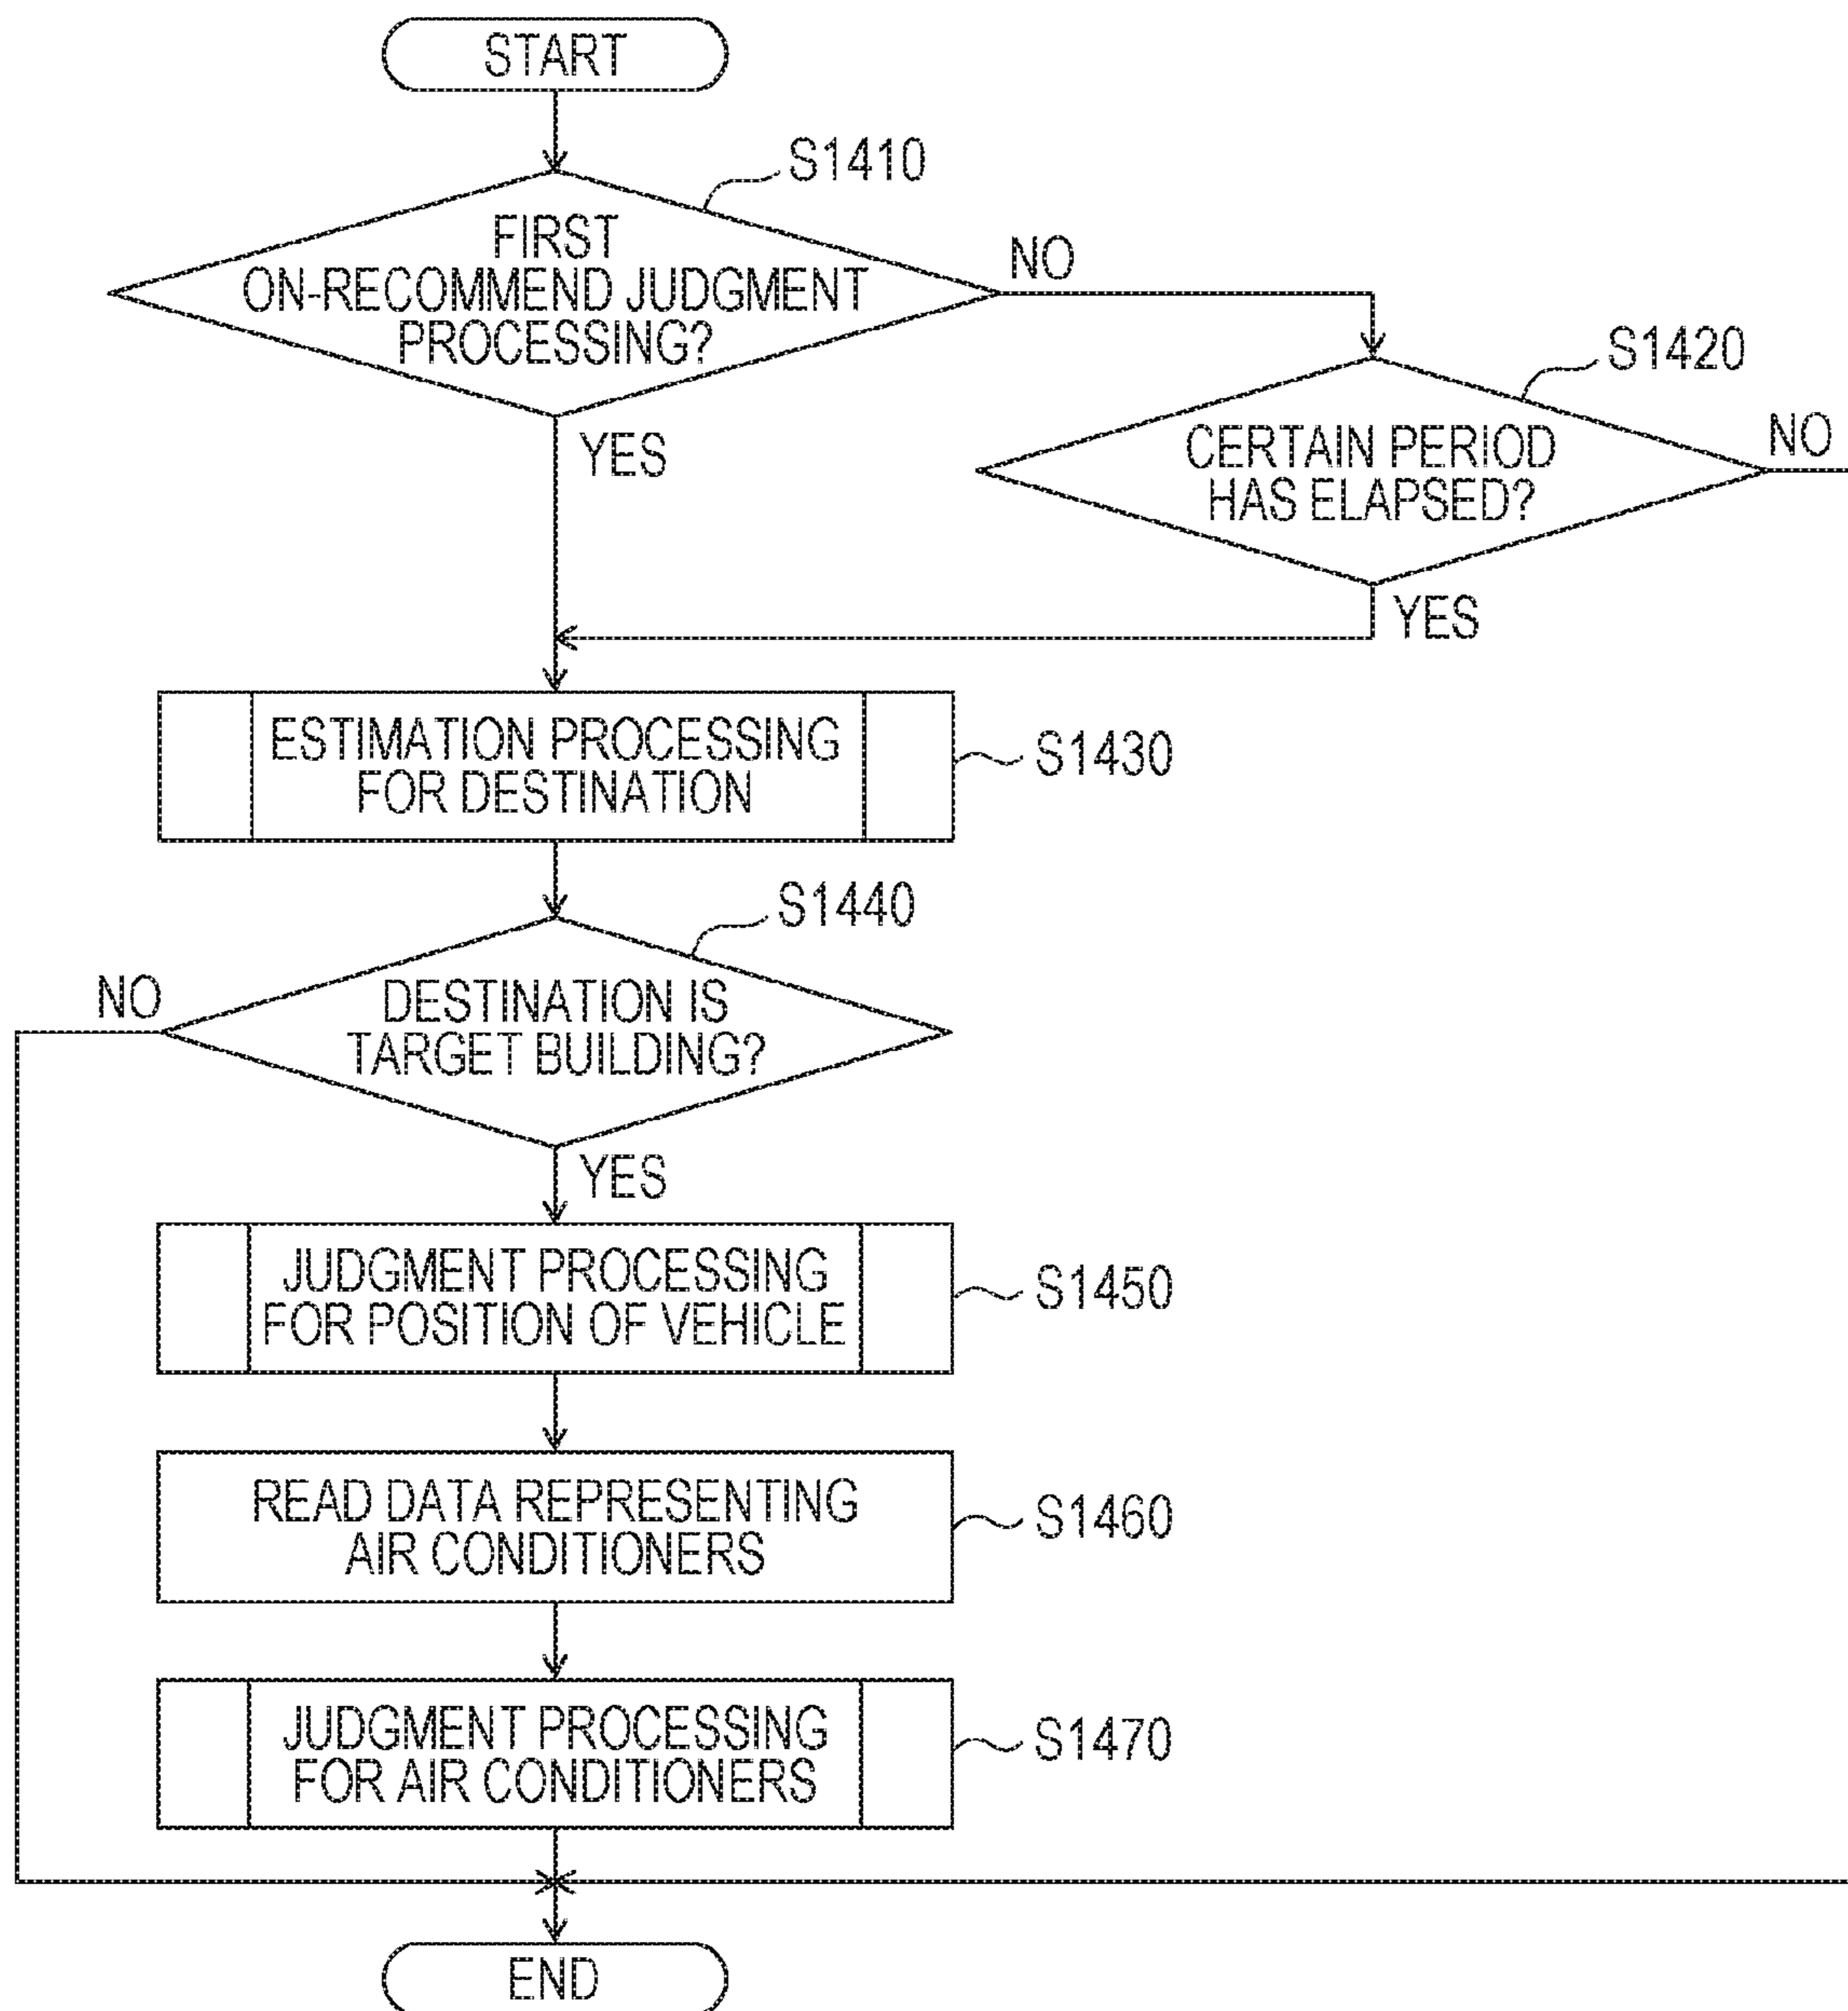 START
S1410
FIRST
ON-RECOMMEND JUDGMENT
PROCESSING?
NO
YES
S1420
CERTAIN PERIOD
HAS ELAPSED?
NO
YES
ESTIMATION PROCESSING
FOR DESTINATION
S1430
S1440
DESTINATION IS
TARGET BUILDING?
NO
YES
JUDGMENT PROCESSING
FOR POSITION OF VEHICLE
S1450
READ DATA REPRESENTING
AIR CONDITIONERS
S1460
JUDGMENT PROCESSING
FOR AIR CONDITIONERS
S1470
END